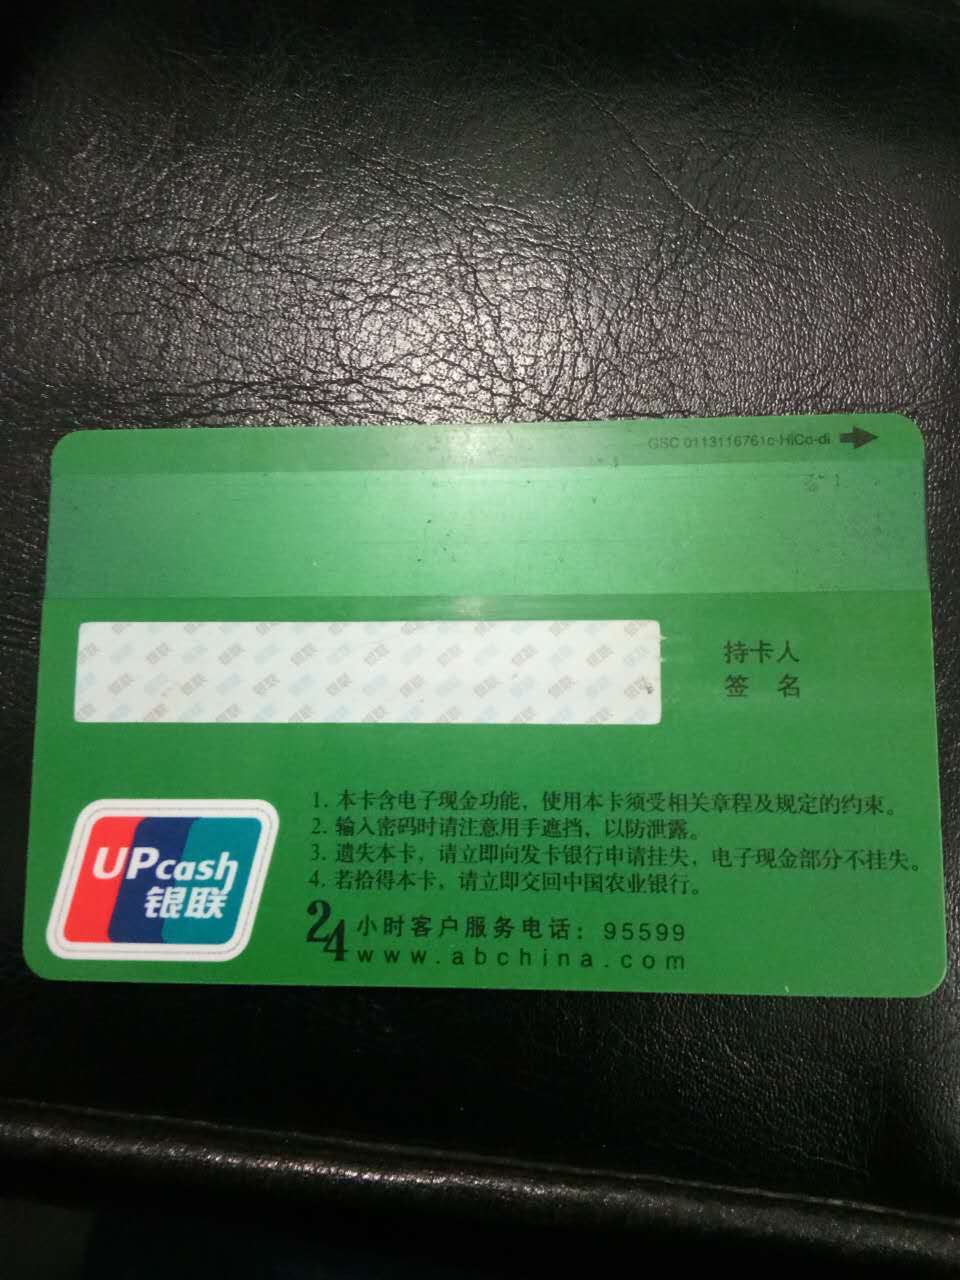 GSC 0113116761c-HiCo-di
持卡人
签 名
1. 本卡含电子现金功能，使用本卡须受相关章程及规定的约束。
2. 输入密码时请注意用手遮挡，以防泄露。
3. 遗失本卡，请立即向发卡银行申请挂失，电子现金部分不挂失。
4. 若拾得本卡，请立即交回中国农业银行。
UPcash
银联
24小时客户服务电话：95599
www.abchina.com